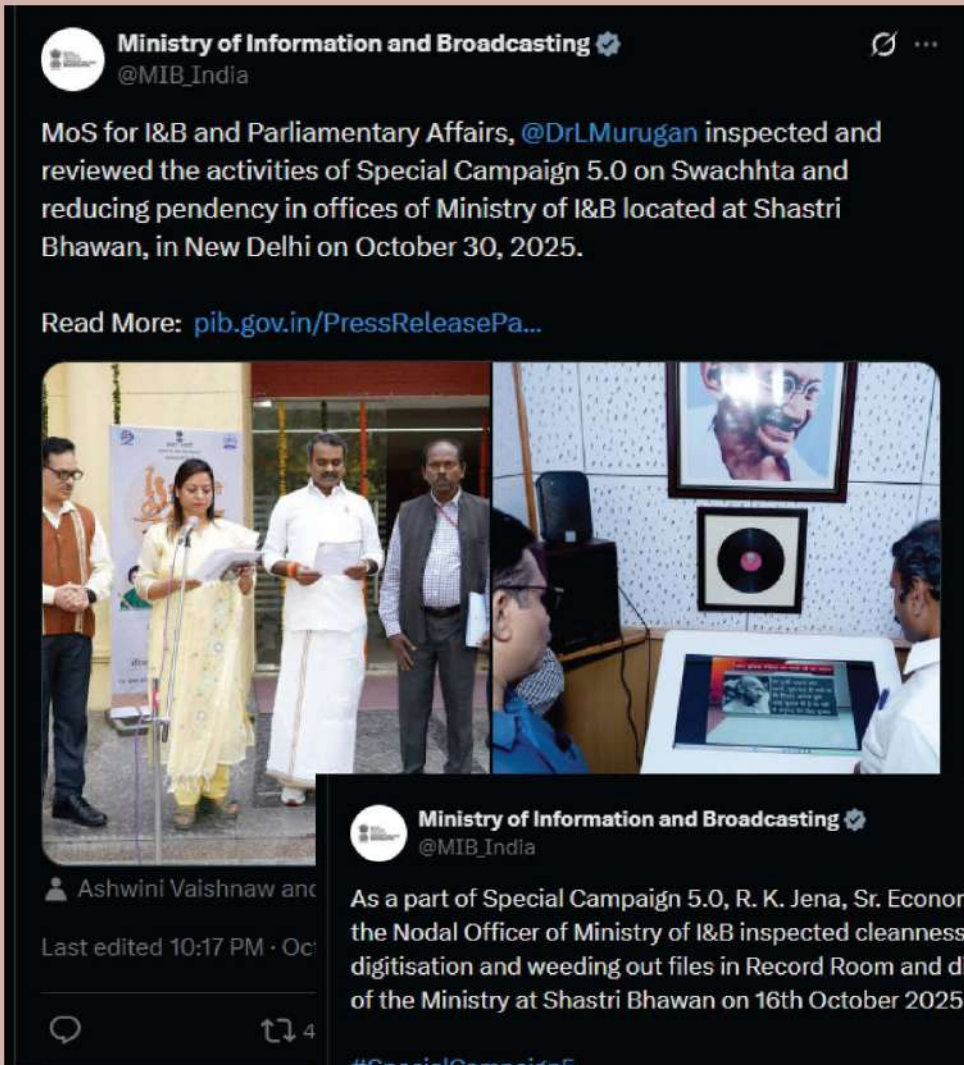 Ministry of Information and Broadcasting
@MIB_India
MoS for I&B and Parliamentary Affairs, @DrLMurugan inspected and
reviewed the activities of Special Campaign 5.0 on Swachhta and
reducing pendency in offices of Ministry of I&B located at Shastri
Bhawan, in New Delhi on October 30, 2025.
Read More: pib.gov.in/PressReleasePa...
Ashwini Vaishnaw and
Last edited 10:17 PM · Oct
4
Ministry of Information and Broadcasting
@MIB_India
As a part of Special Campaign 5.0, R. K. Jena, Sr. Econor
the Nodal Officer of Ministry of I&B inspected cleanness
digitisation and weeding out files in Record Room and di
of the Ministry at Shastri Bhawan on 16th October 2025
#SpecialCampaign5